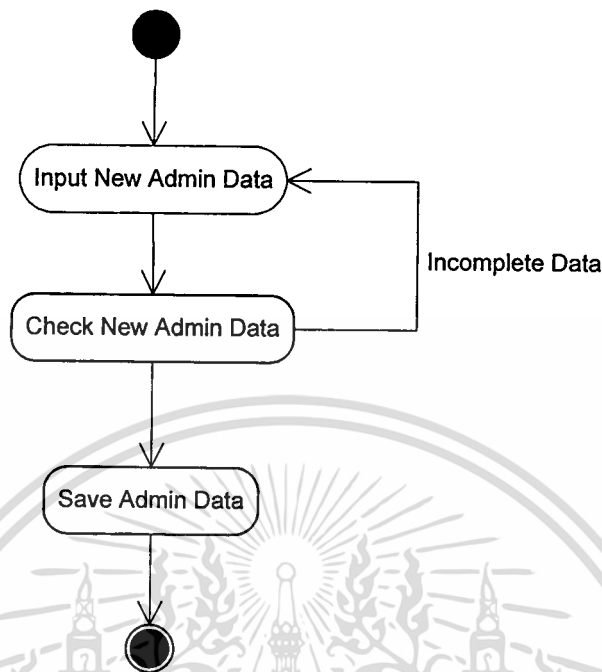 Input New Admin Data
Incomplete Data
Check New Admin Data
Save Admin Data